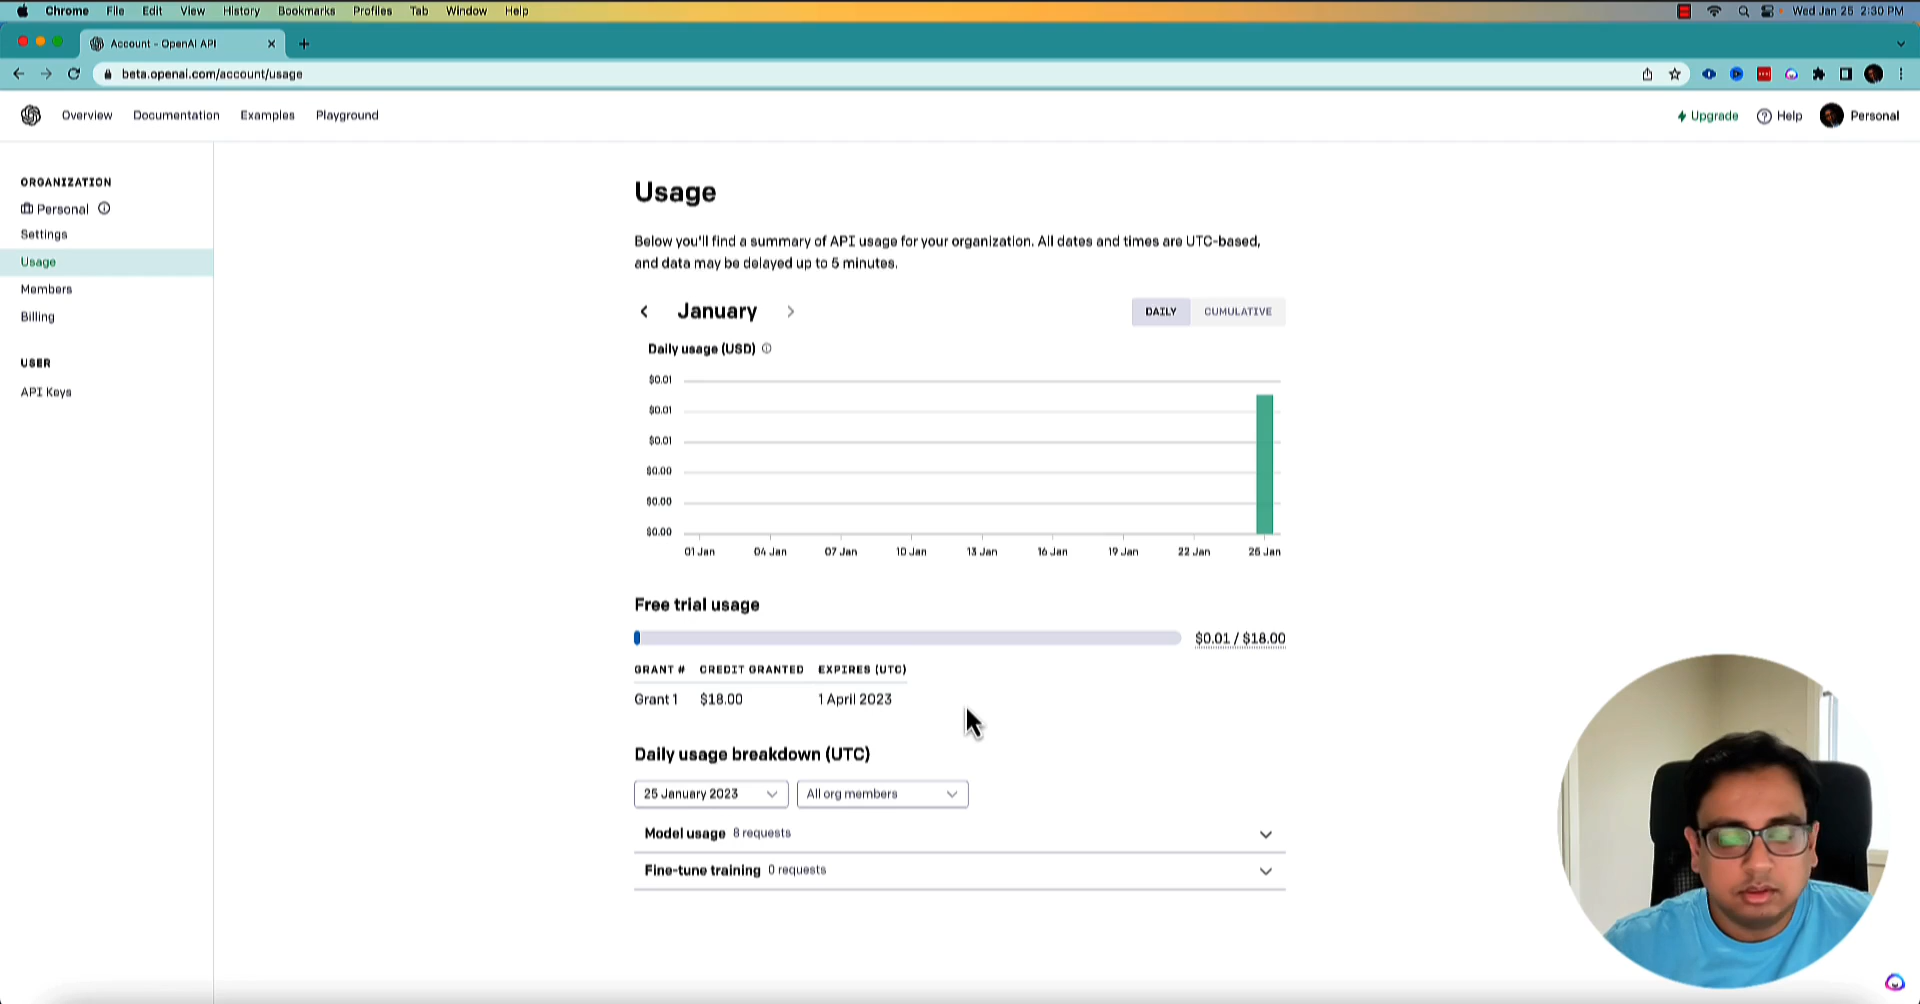 Chrome File Edit View History Bookmarks Profiles Tab Window Help Wed Jan 25 2:30 PM
Account - OpenAI API
beta.openai.com/account/usage
Overview Documentation Examples Playground Upgrade Help Personal
ORGANIZATION
Personal
Settings
Usage
Members
Billing
USER
API Keys
Usage
Below you'll find a summary of API usage for your organization. All dates and times are UTC-based,
and data may be delayed up to 5 minutes.
January DAILY CUMULATIVE
Daily usage (USD)
$0.01
$0.01
$0.01
$0.00
$0.00
$0.00
01 Jan 04 Jan 07 Jan 10 Jan 13 Jan 16 Jan 19 Jan 22 Jan 25 Jan
Free trial usage
$0.01 / $18.00
GRANT # CREDIT GRANTED EXPIRES (UTC)
Grant 1 $18.00 1 April 2023
Daily usage breakdown (UTC)
25 January 2023 All org members
Model usage 8 requests
Fine-tune training 0 requests